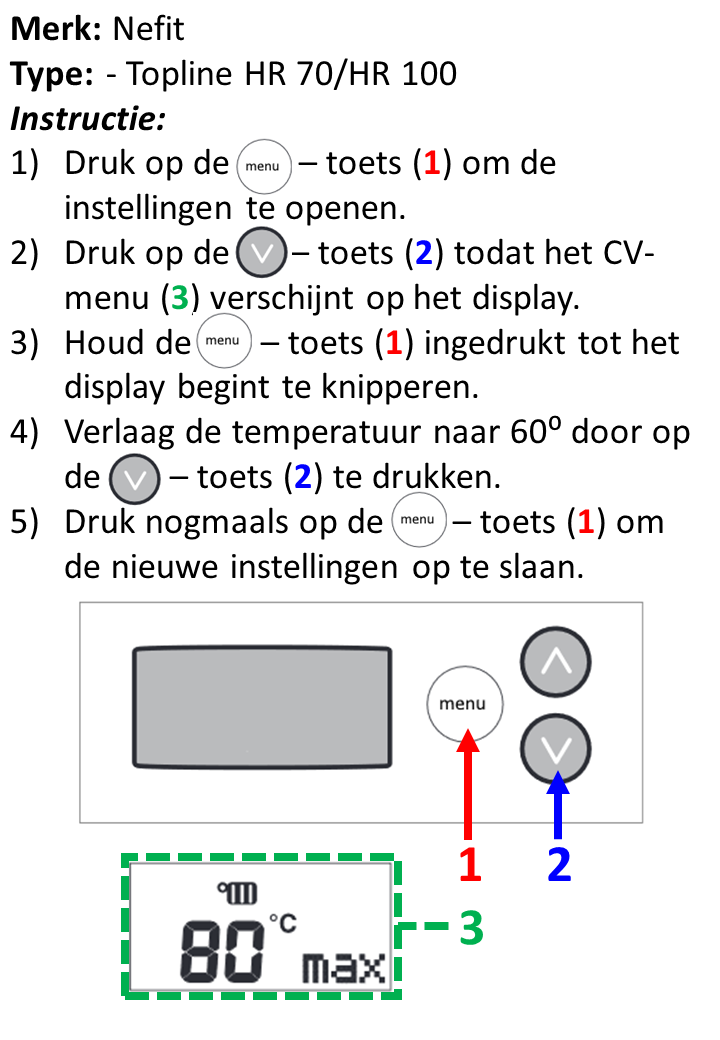 Merk: Nefit
Type: - Topline HR 70/HR 100
Instructie:
1) Druk op de menu – toets (1) om de
instellingen te openen.
2) Druk op de – toets (2) todat het CV-
menu (3) verschijnt op het display.
3) Houd de menu – toets (1) ingedrukt tot het
display begint te knipperen.
4) Verlaag de temperatuur naar 60⁰ door op
de – toets (2) te drukken.
5) Druk nogmaals op de menu – toets (1) om
de nieuwe instellingen op te slaan.
menu
1
2
80 °C max
3